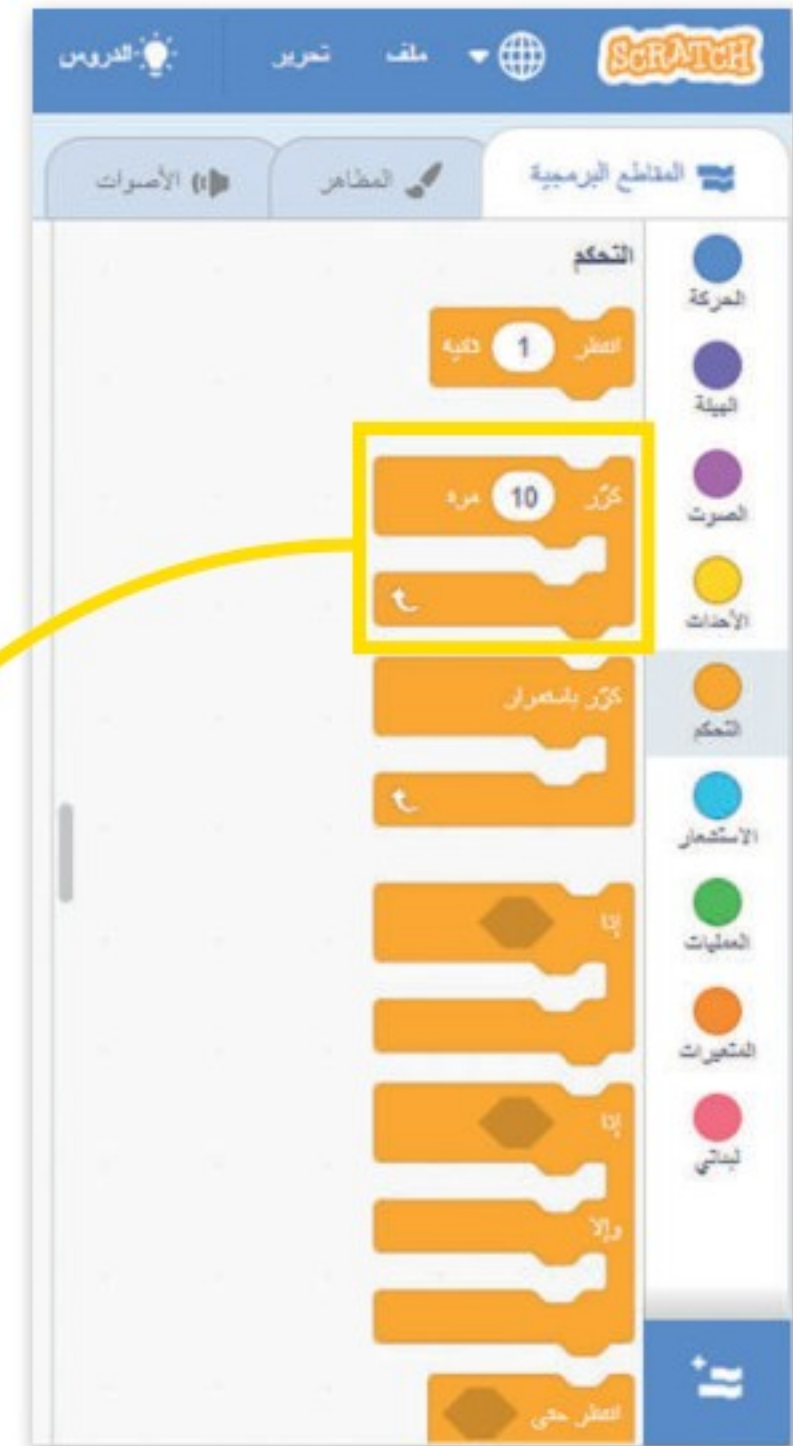 SCRATCH ملف تحرير الدروس
المقاطع البرمجية المظاهر الأصوات
التحكم
الحركة
انتظر 1 ثانية
الهيئة
كرّر 10 مرة
الصوت
الأحداث
كرّر باستمرار
التحكم
الاستشعار
إذا
العمليات
المتغيرات
إذا
لبناتي
وإلا
انتظر حتى